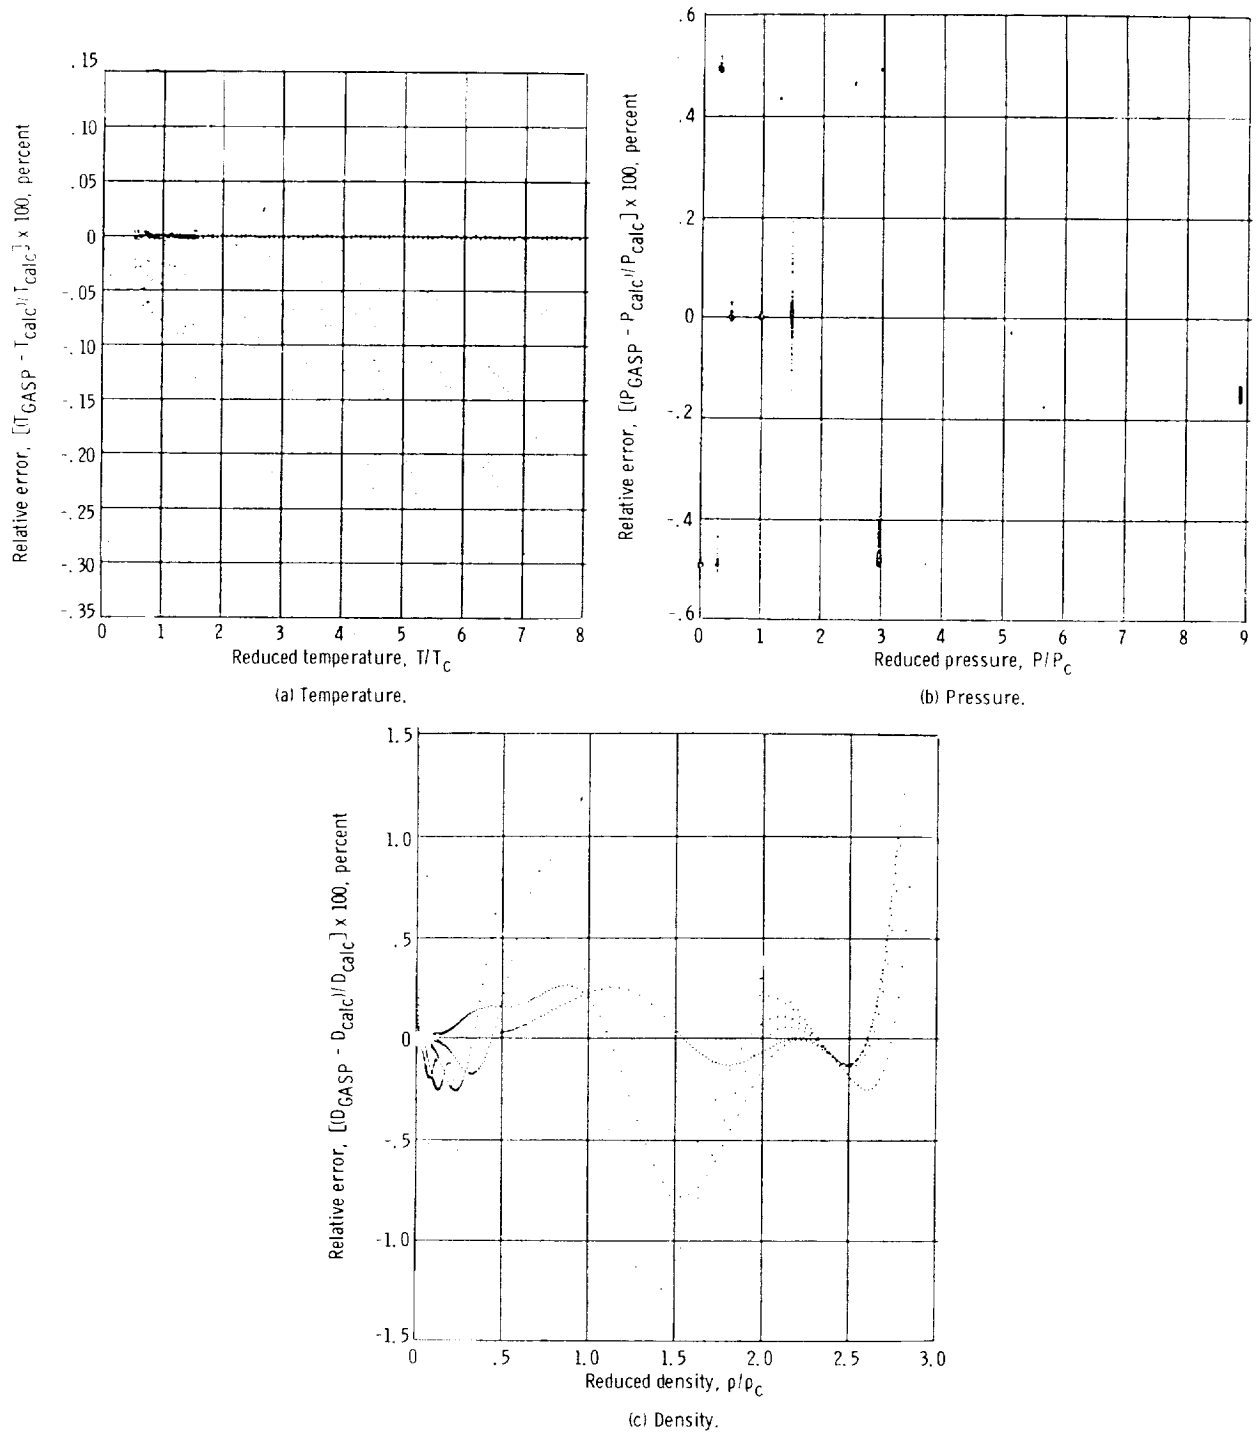 .15
.10
.05
0
-.05
-.10
-.15
-.20
-.25
-.30
-.35
Relative error, [(T_GASP - T_calc)/T_calc] x 100, percent
0 1 2 3 4 5 6 7 8
Reduced temperature, T/T_C
(a) Temperature.
.6
.4
.2
0
-.2
-.4
-.6
Relative error, [(P_GASP - P_calc)/P_calc] x 100, percent
0 1 2 3 4 5 6 7 8 9
Reduced pressure, P/P_C
(b) Pressure.
1.5
1.0
.5
0
-.5
-1.0
-1.5
Relative error, [(D_GASP - D_calc)/D_calc] x 100, percent
0 .5 1.0 1.5 2.0 2.5 3.0
Reduced density, ρ/ρ_C
(c) Density.